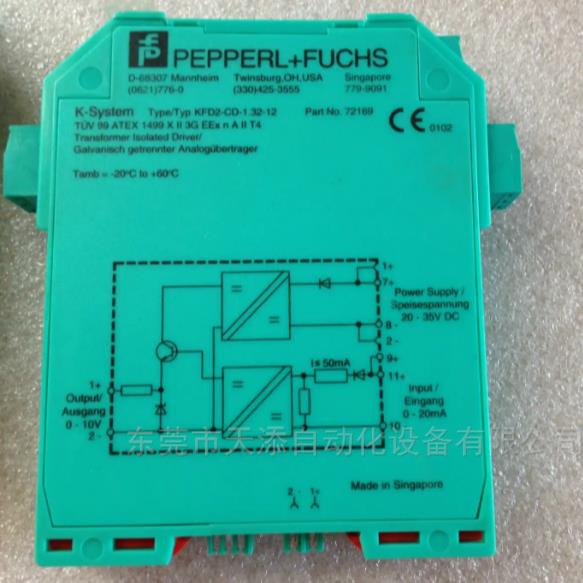 PEPPERL+FUCHS
D-68307 Mannheim Twinsburg,OH,USA Singapore
(0621)776-0 (330)425-3555 779-9091
K-System Type/Typ KFD2-CD-1.32-12 Part No. 72169
TÜV 99 ATEX 1499 X II 3G EEx n A II T4
CE 0102
Transformer Isolated Driver/
Galvanisch getrennter Analogübertrager
Tamb = -20°C to +60°C
1+
7+
Power Supply /
Speisespannung
20 - 35V DC
8 -
2 -
9+
I≤ 50mA
11+
1+
Output/
Ausgang
0 - 10V
2 -
Input /
Eingang
0 - 20mA
10
东莞市天添自动化设备有限公
2 - 1+
Made in Singapore